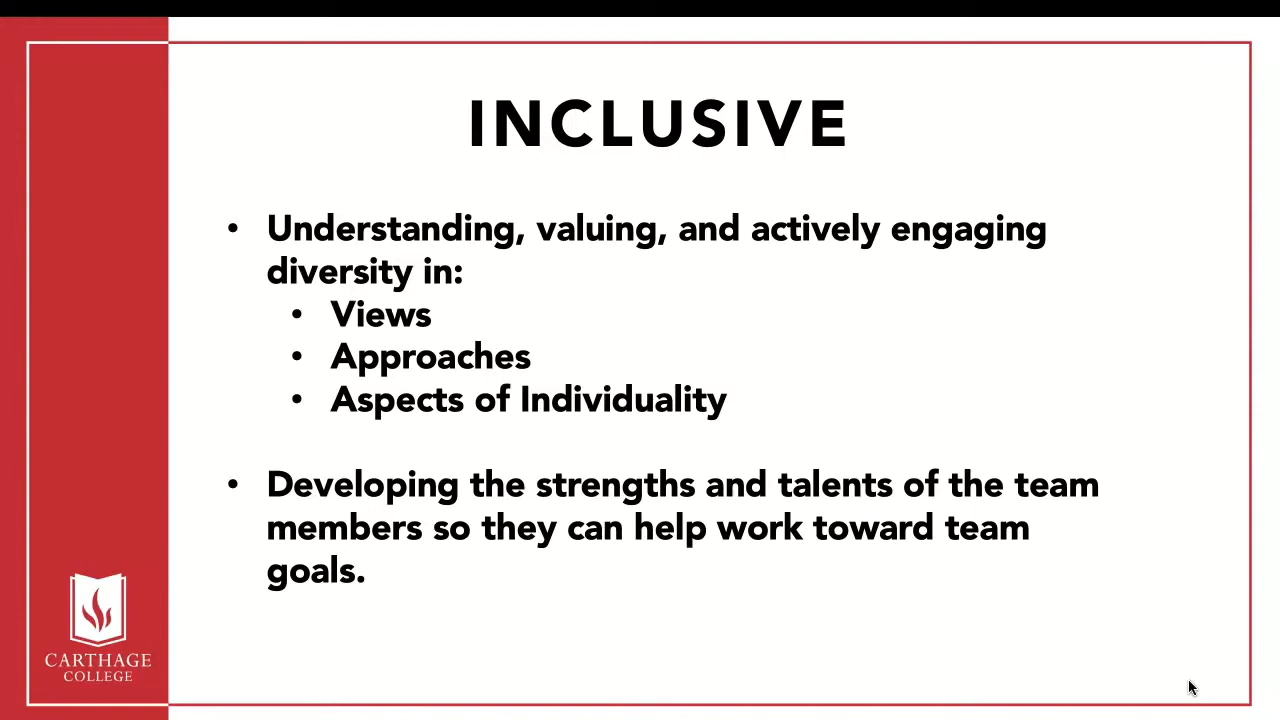 INCLUSIVE
• Understanding, valuing, and actively engaging
diversity in:
• Views
• Approaches
• Aspects of Individuality
• Developing the strengths and talents of the team
members so they can help work toward team
goals.
CARTHAGE
COLLEGE